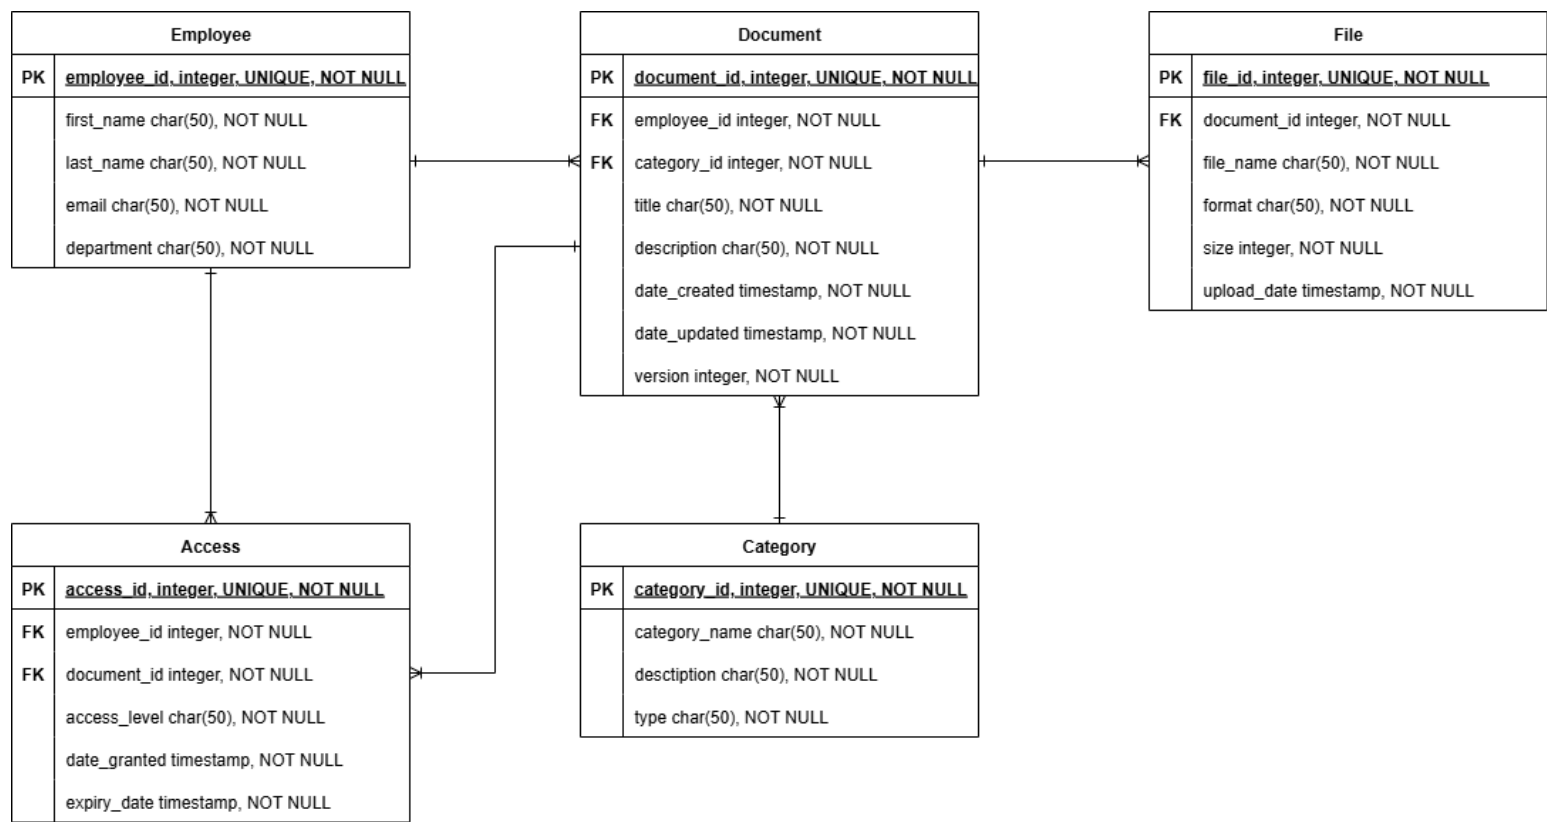 Employee
PK employee_id, integer, UNIQUE, NOT NULL
first_name char(50), NOT NULL
last_name char(50), NOT NULL
email char(50), NOT NULL
department char(50), NOT NULL
Document
PK document_id, integer, UNIQUE, NOT NULL
FK employee_id integer, NOT NULL
FK category_id integer, NOT NULL
title char(50), NOT NULL
description char(50), NOT NULL
date_created timestamp, NOT NULL
date_updated timestamp, NOT NULL
version integer, NOT NULL
File
PK file_id, integer, UNIQUE, NOT NULL
FK document_id integer, NOT NULL
file_name char(50), NOT NULL
format char(50), NOT NULL
size integer, NOT NULL
upload_date timestamp, NOT NULL
Access
PK access_id, integer, UNIQUE, NOT NULL
FK employee_id integer, NOT NULL
FK document_id integer, NOT NULL
access_level char(50), NOT NULL
date_granted timestamp, NOT NULL
expiry_date timestamp, NOT NULL
Category
PK category_id, integer, UNIQUE, NOT NULL
category_name char(50), NOT NULL
desctiption char(50), NOT NULL
type char(50), NOT NULL